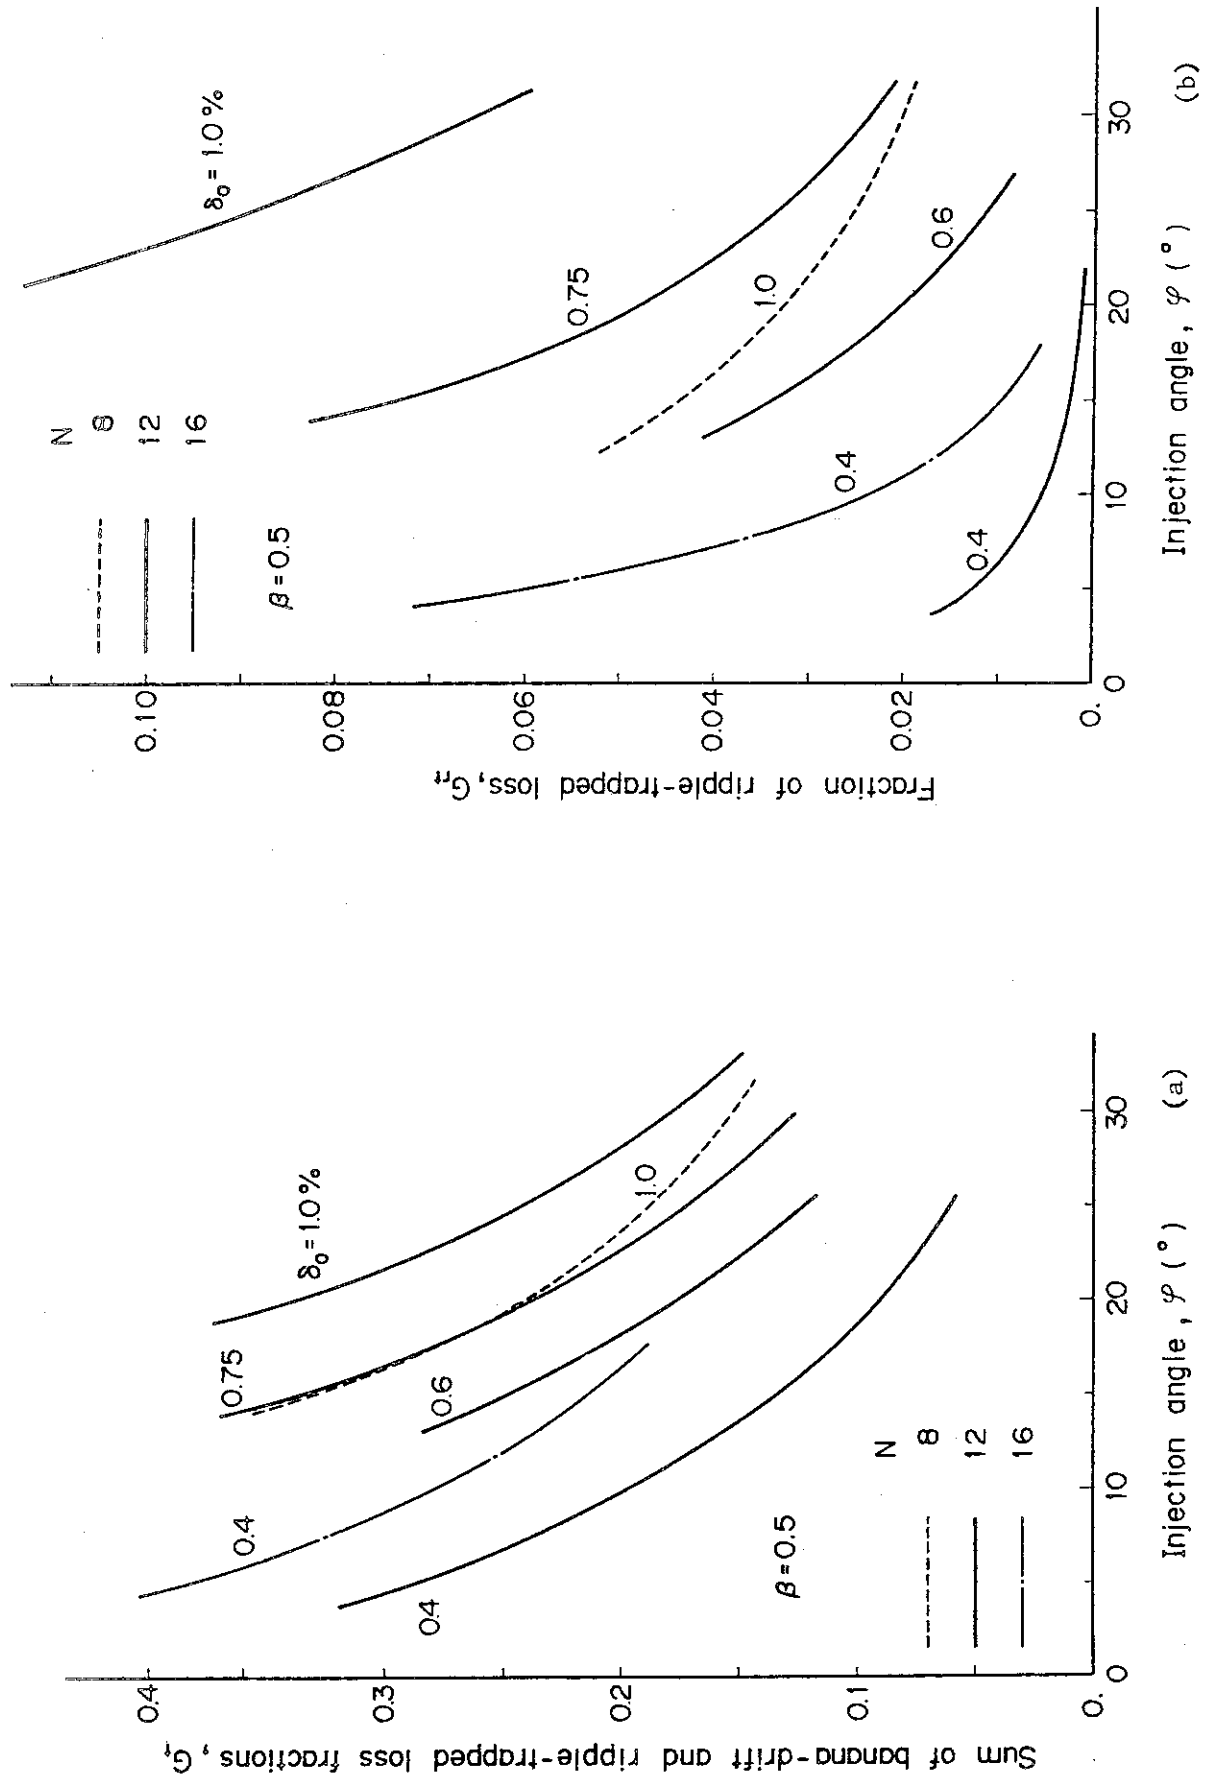 Sum of banana-drift and ripple-trapped loss fractions, Gt
0.4
0.3
0.2
0.1
0.
0
10
20
30
Injection angle, φ (°)
(a)
δ0 = 1.0 %
0.75
1.0
0.6
0.4
0.4
β = 0.5
N
8
12
16
Fraction of ripple-trapped loss, Grt
0.10
0.08
0.06
0.04
0.02
0.
0
10
20
30
Injection angle, φ (°)
(b)
N
8
12
16
β = 0.5
δ0 = 1.0 %
0.75
1.0
0.6
0.4
0.4